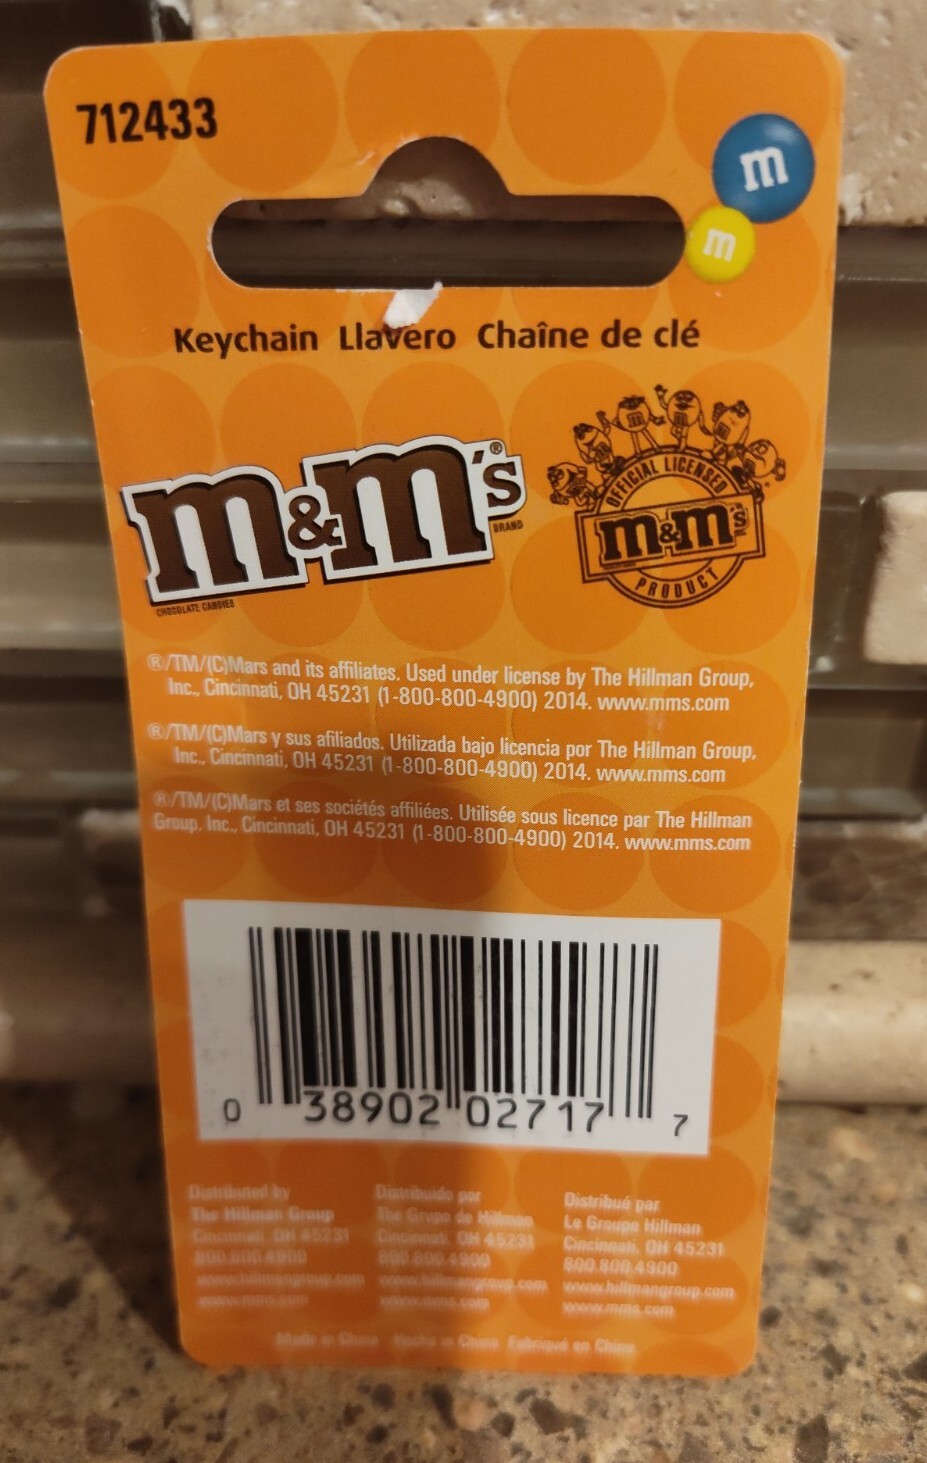 712433
m
m
Keychain Llavero Chaîne de clé
m&m's® BRAND
CHOCOLATE CANDIES
OFFICIAL LICENSED
m&m's
PRODUCT
®/TM/(C)Mars and its affiliates. Used under license by The Hillman Group,
Inc., Cincinnati, OH 45231 (1-800-800-4900) 2014. www.mms.com
®/TM/(C)Mars y sus afiliados. Utilizada bajo licencia por The Hillman Group,
Inc., Cincinnati, OH 45231 (1-800-800-4900) 2014. www.mms.com
®/TM/(C)Mars et ses sociétés affiliées. Utilisée sous licence par The Hillman
Group, Inc., Cincinnati, OH 45231 (1-800-800-4900) 2014. www.mms.com
0 38902 02717 7
Distributed by
The Hillman Group
Cincinnati, OH 45231
800.800.4900
www.hillmangroup.com
www.mms.com
Distribuido por
The Grupo de Hillman
Cincinnati, OH 45231
800.800.4900
www.hillmangroup.com
www.mms.com
Distribué par
Le Groupe Hillman
Cincinnati, OH 45231
800.800.4900
www.hillmangroup.com
www.mms.com
Made in China Hecho en China Fabriqué en China